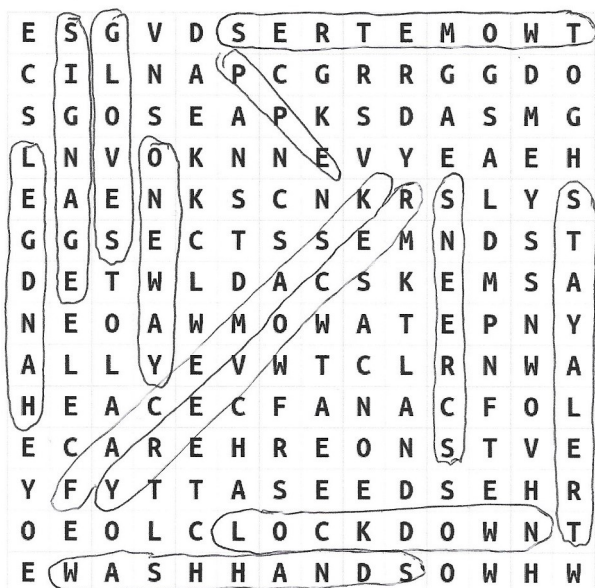 E S G V D S E R T E M O W T
C I L N A P C G R R G G D O
S G O S E A P K S D A S M G
L N V O K N N E V Y E A E H
E A E N K S C N K R S L Y S
G G S E C T S S E M N D S T
D E T W L D A C S K E M S A
N E O A W M O W A T E P N Y
A L L Y E V W T C L R N W A
H E A C E C F A N A C F O L
E C A R E H R E O N S T V E
Y F Y T T A S E E D S E H R
O E O L C L O C K D O W N T
E W A S H H A N D S O W H W